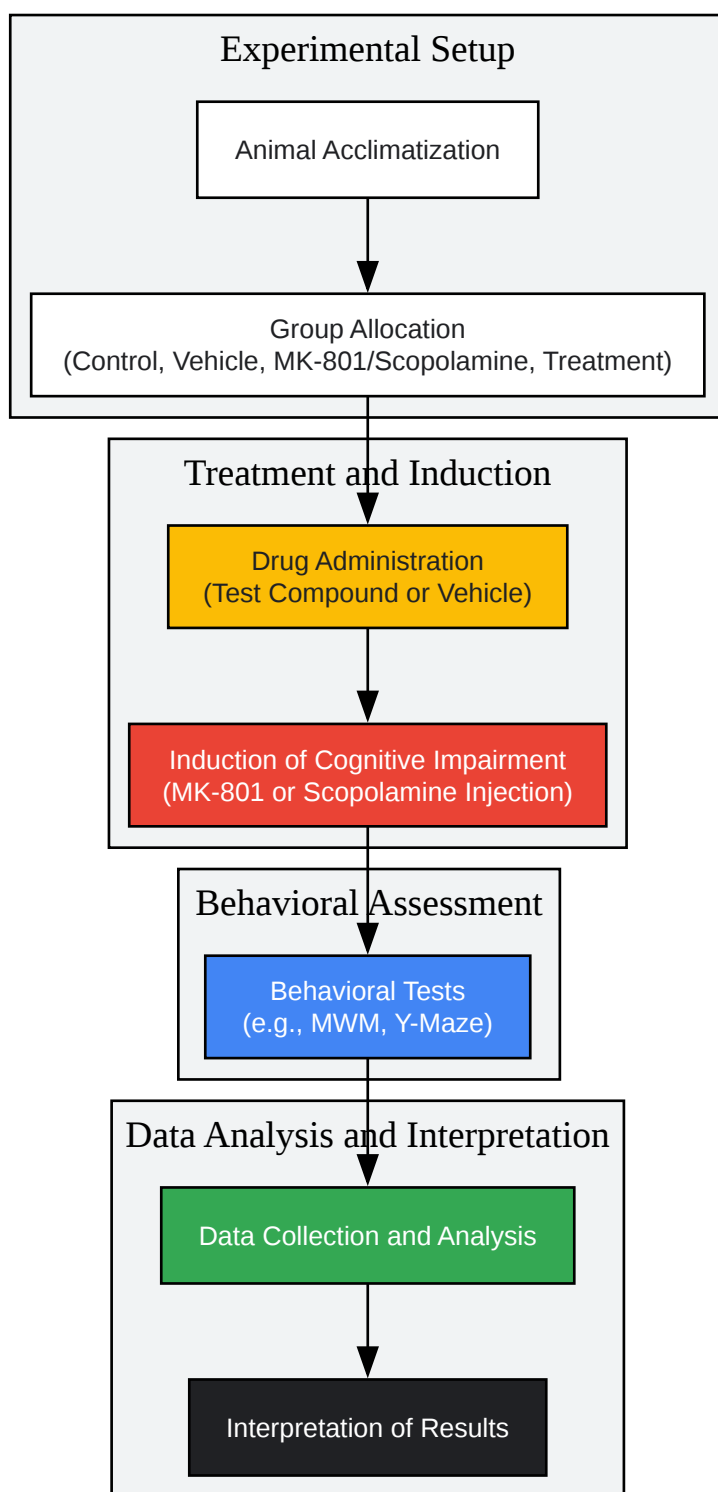 Experimental Setup
Animal Acclimatization
Group Allocation
(Control, Vehicle, MK-801/Scopolamine, Treatment)
Treatment and Induction
Drug Administration
(Test Compound or Vehicle)
Induction of Cognitive Impairment
(MK-801 or Scopolamine Injection)
Behavioral Assessment
Behavioral Tests
(e.g., MWM, Y-Maze)
Data Analysis and Interpretation
Data Collection and Analysis
Interpretation of Results